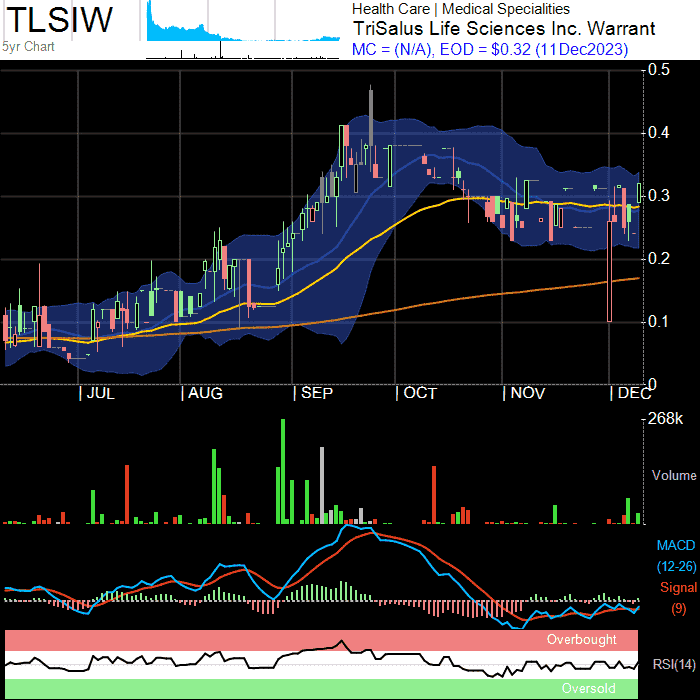 TLSIW
5yr Chart
Health Care | Medical Specialities
TriSalus Life Sciences Inc. Warrant
MC = (N/A), EOD = $0.32 (11Dec2023)
0.5
0.4
0.3
0.2
0.1
0
JUL
AUG
SEP
OCT
NOV
DEC
268k
Volume
MACD
(12-26)
Signal
(9)
Overbought
RSI(14)
Oversold